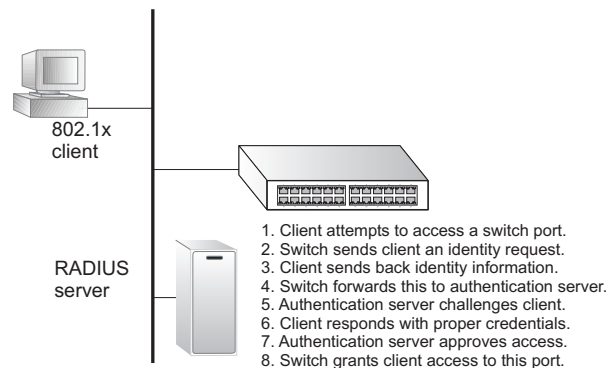 802.1x
client
RADIUS
server
1. Client attempts to access a switch port.
2. Switch sends client an identity request.
3. Client sends back identity information.
4. Switch forwards this to authentication server.
5. Authentication server challenges client.
6. Client responds with proper credentials.
7. Authentication server approves access.
8. Switch grants client access to this port.